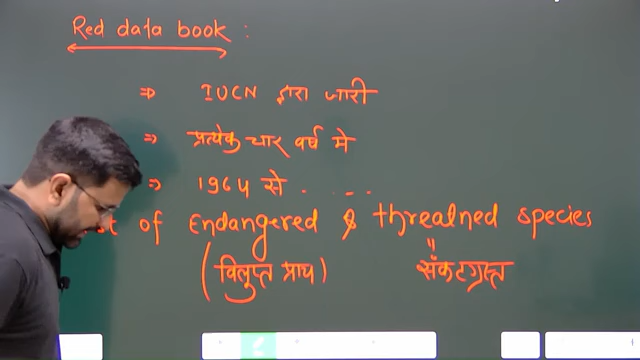 Red data book :
⇒ IUCN द्वारा जारी
⇒ प्रत्येक चार वर्ष मे
⇒ 1964 से . - - ..
of Endangered & threatned species
(विलुप्त प्राय) "संकटग्रस्त